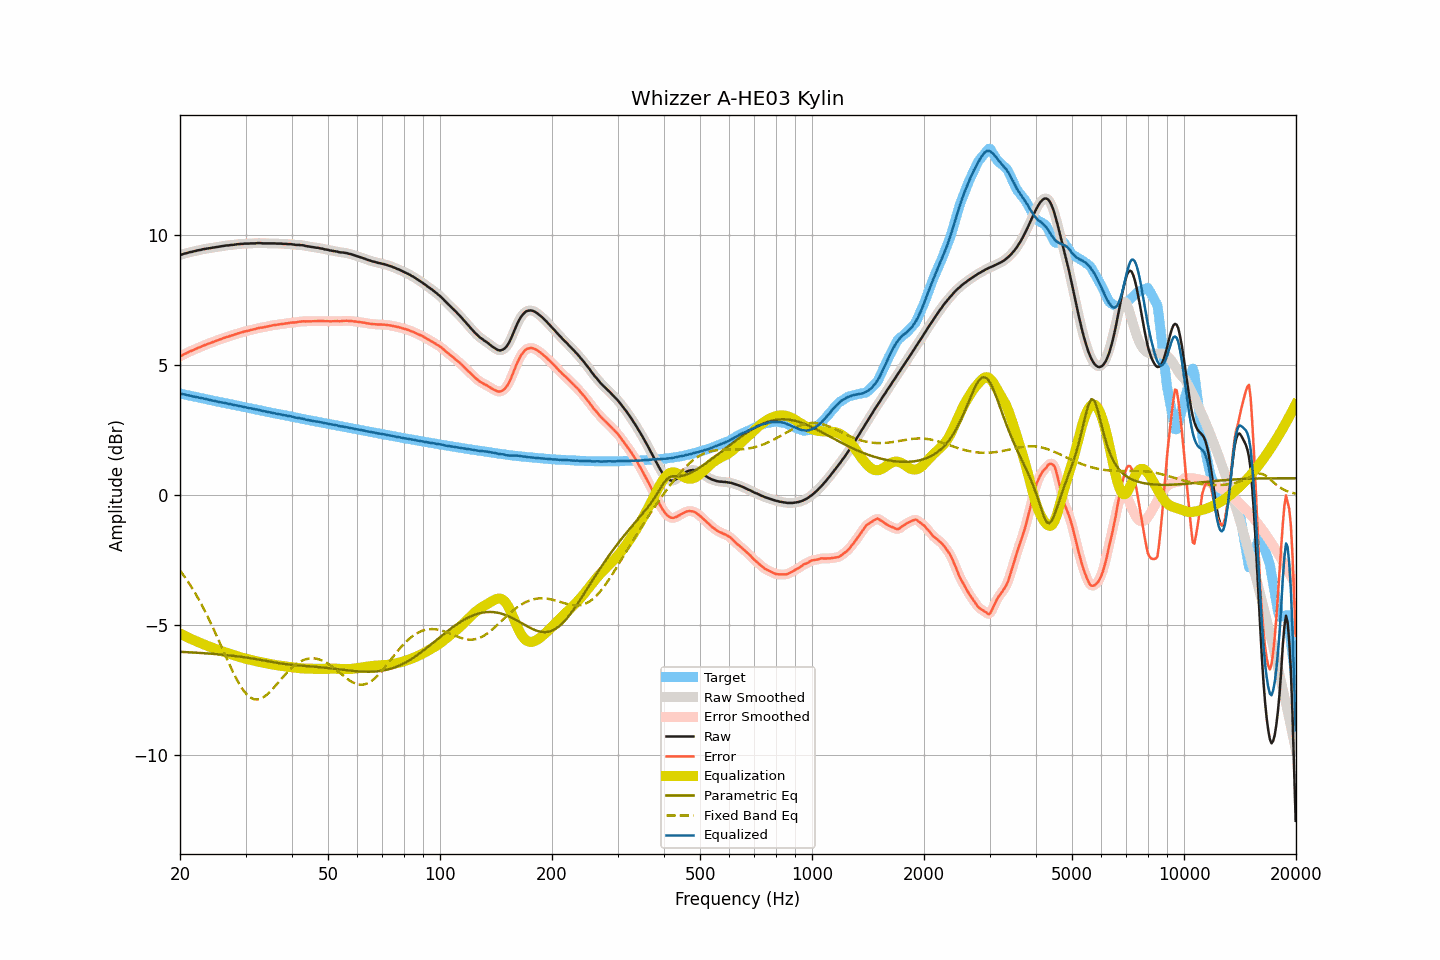 Whizzer A-HE03 Kylin
Amplitude (dBr)
10
5
0
−5
−10
Target
Raw Smoothed
Error Smoothed
Raw
Error
Equalization
Parametric Eq
Fixed Band Eq
Equalized
20 50 100 200 500 1000 2000 5000 10000 20000
Frequency (Hz)